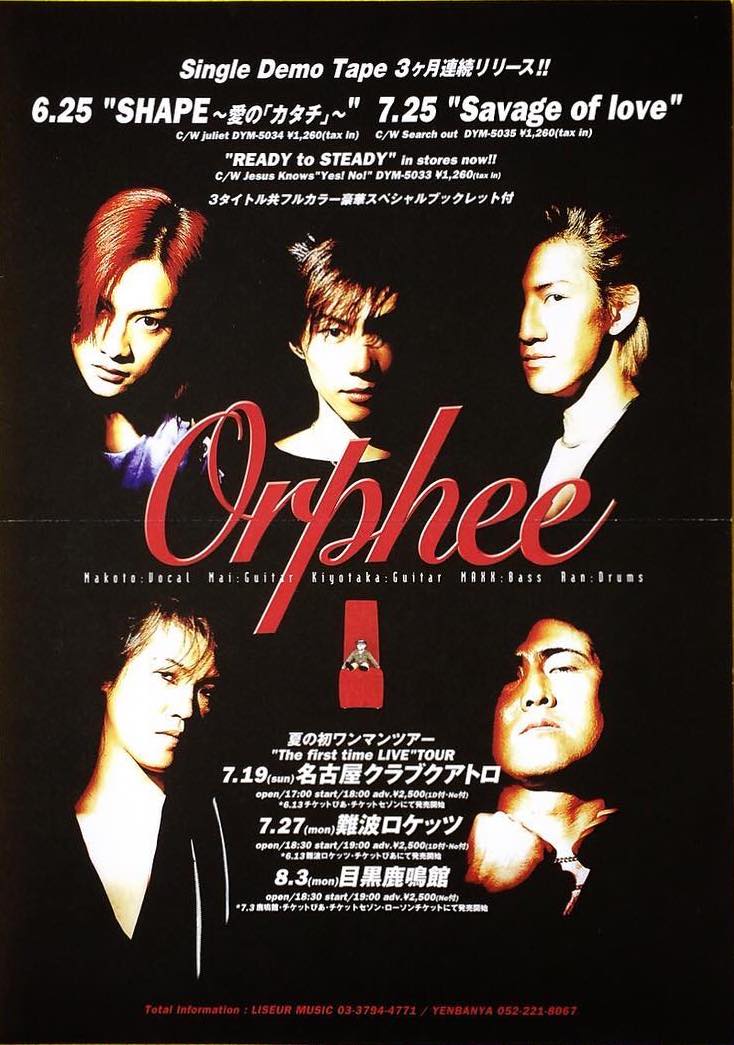 Single Demo Tape 3ヶ月連続リリース!!
6.25 "SHAPE～愛の「カタチ」～" 7.25 "Savage of love"
C/W juliet DYM-5034 ¥1,260(tax in) C/W Search out DYM-5035 ¥1,260(tax in)
"READY to STEADY" in stores now!!
C/W Jesus Knows"Yes! No!" DYM-5033 ¥1,260(tax in)
3タイトル共フルカラー豪華スペシャルブックレット付
Orphee
Makoto:Vocal Mai:Guitar Kiyotaka:Guitar MAXX:Bass Ran:Drums
夏の初ワンマンツアー
"The first time LIVE"TOUR
7.19(sun)名古屋クラブクアトロ
open/17:00 start/18:00 adv.¥2,500(1D付・No付)
*6.13チケットぴあ・チケットセゾンにて発売開始
7.27(mon)難波ロケッツ
open/18:30 start/19:00 adv.¥2,500(1D付・No付)
*6.13難波ロケッツ・チケットぴあにて発売開始
8.3(mon)目黒鹿鳴館
open/18:30 start/19:00 adv.¥2,500(No付)
*7.3鹿鳴館・チケットぴあ・チケットセゾン・ローソンチケットにて発売開始
Total Information : LISEUR MUSIC 03-3794-4771 / YENBANYA 052-221-8067